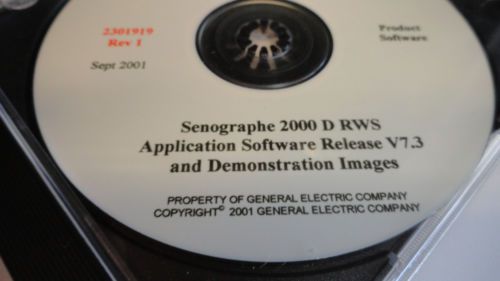 2301919
Rev 1
Product
Software
Sept 2001
Senographe 2000 D RWS
Application Software Release V7.3
and Demonstration Images
PROPERTY OF GENERAL ELECTRIC COMPANY
COPYRIGHT© 2001 GENERAL ELECTRIC COMPANY